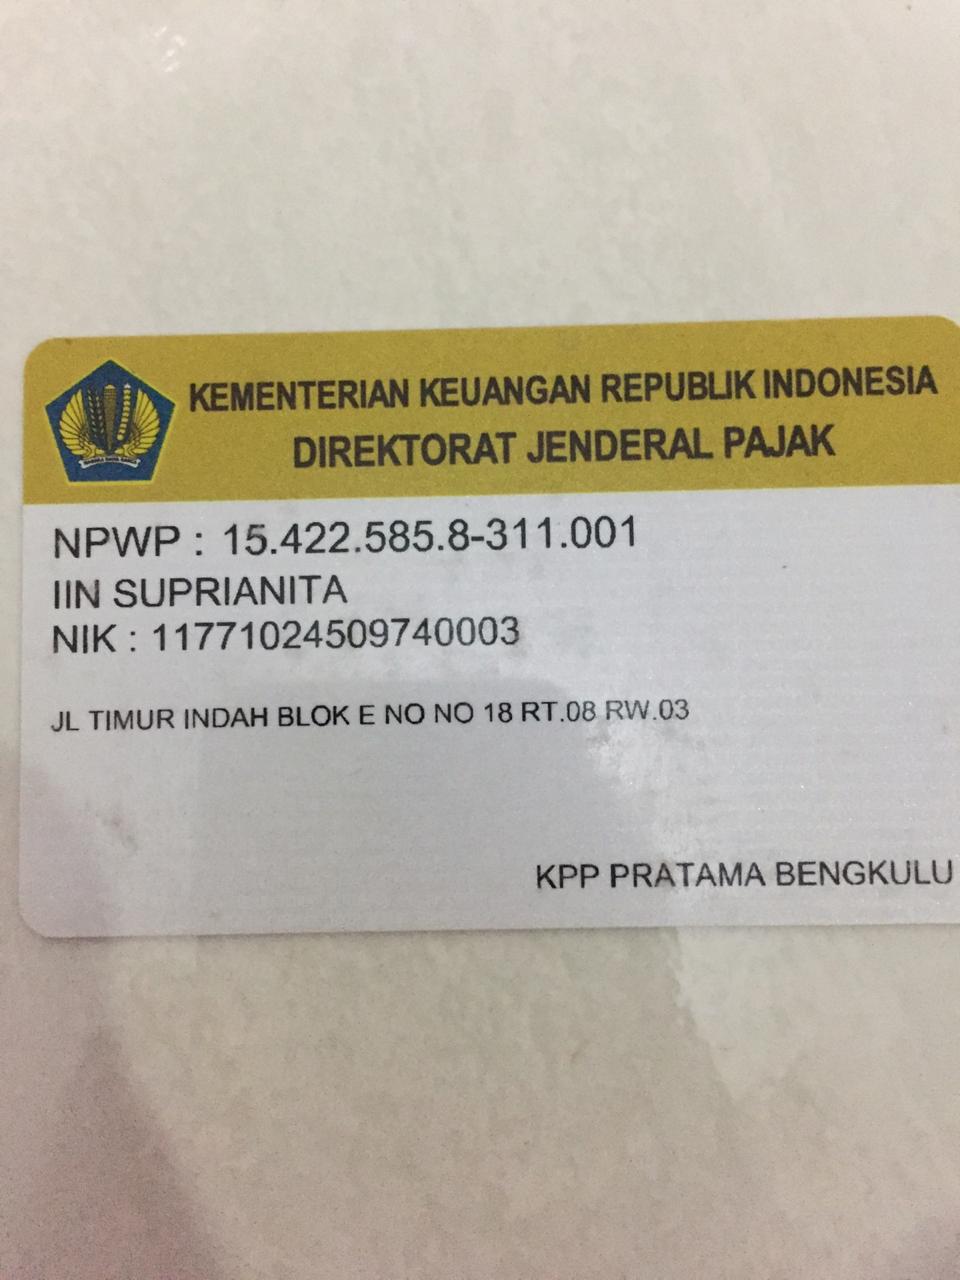 KEMENTERIAN KEUANGAN REPUBLIK INDONESIA
DIREKTORAT JENDERAL PAJAK
NPWP : 15.422.585.8-311.001
IIN SUPRIANITA
NIK : 11771024509740003
JL TIMUR INDAH BLOK E NO NO 18 RT.08 RW.03
KPP PRATAMA BENGKULU